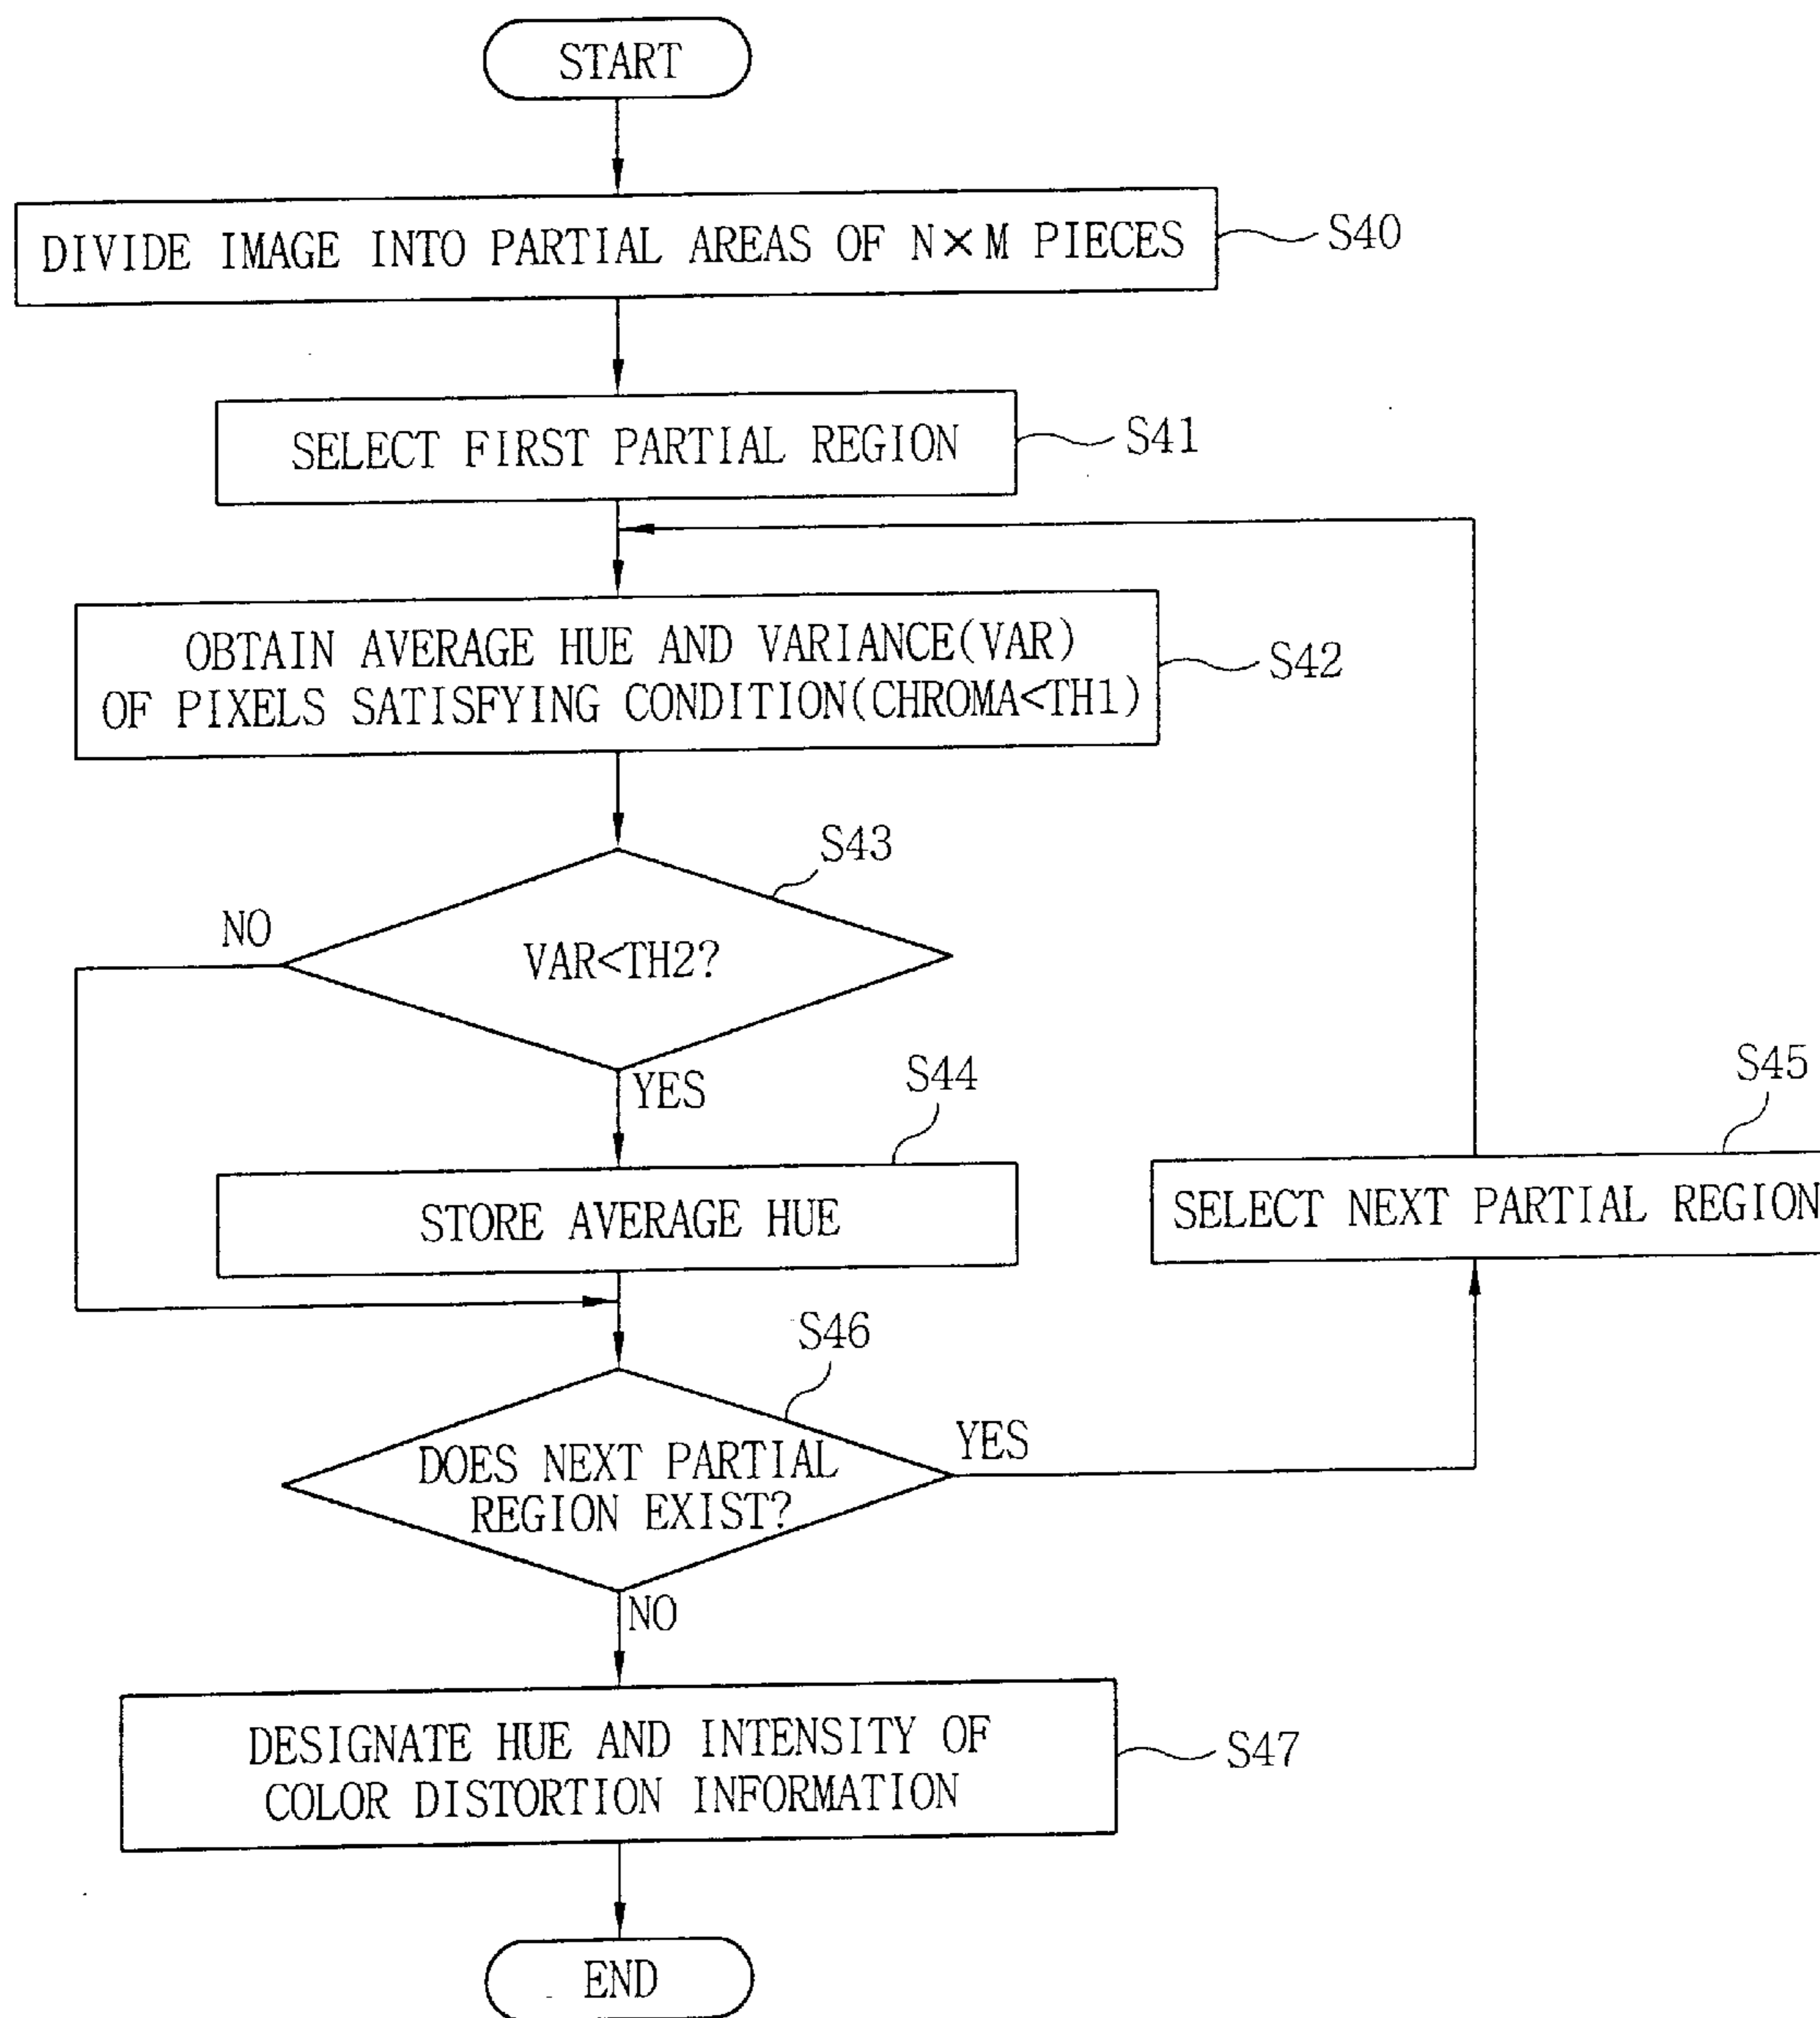 START
DIVIDE IMAGE INTO PARTIAL AREAS OF N×M PIECES
S40
SELECT FIRST PARTIAL REGION
S41
OBTAIN AVERAGE HUE AND VARIANCE(VAR)
OF PIXELS SATISFYING CONDITION(CHROMA<TH1)
S42
S43
NO
VAR<TH2?
YES
S44
STORE AVERAGE HUE
S45
SELECT NEXT PARTIAL REGION
S46
DOES NEXT PARTIAL
REGION EXIST?
YES
NO
DESIGNATE HUE AND INTENSITY OF
COLOR DISTORTION INFORMATION
S47
END